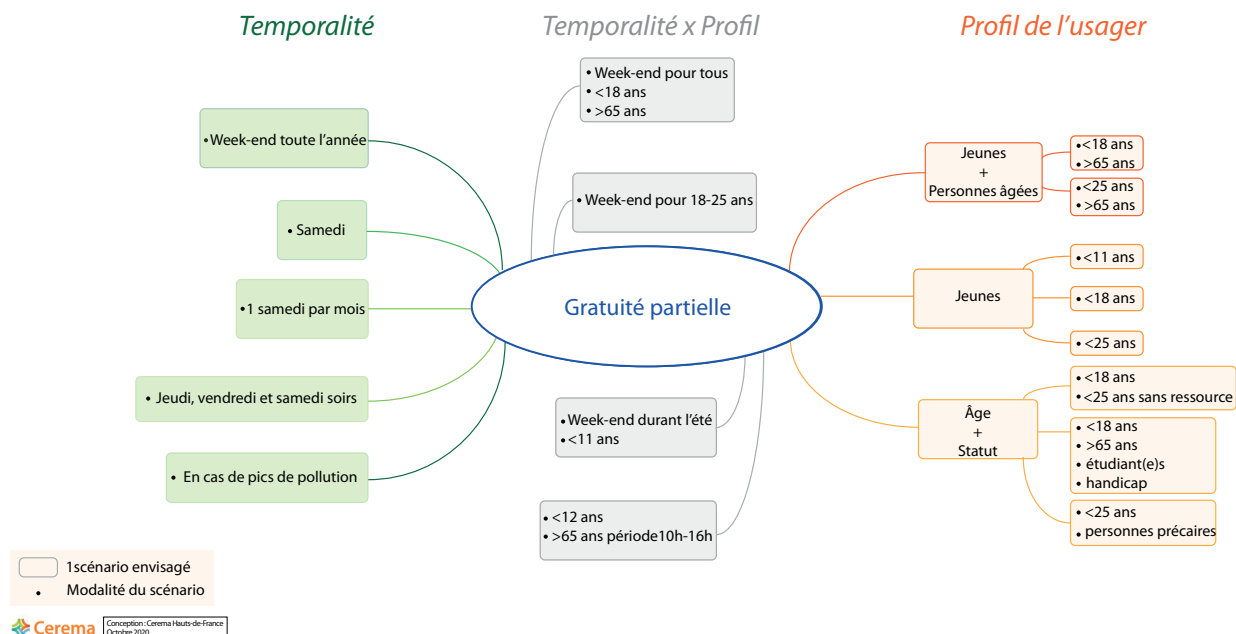 Temporalité
Temporalité x Profil
Profil de l'usager
• Week-end toute l'année
• Samedi
• 1 samedi par mois
• Jeudi, vendredi et samedi soirs
• En cas de pics de pollution
• Week-end pour tous
• <18 ans
• >65 ans
• Week-end pour 18-25 ans
Gratuité partielle
• Week-end durant l'été
• <11 ans
• <12 ans
• >65 ans période10h-16h
Jeunes
+
Personnes âgées
• <18 ans
• >65 ans
• <25 ans
• >65 ans
Jeunes
• <11 ans
• <18 ans
• <25 ans
Âge
+
Statut
• <18 ans
• <25 ans sans ressource
• <18 ans
• >65 ans
• étudiant(e)s
• handicap
• <25 ans
• personnes précaires
1scénario envisagé
• Modalité du scénario
Cerema
Conception : Cerema Hauts-de-France
Octobre 2020